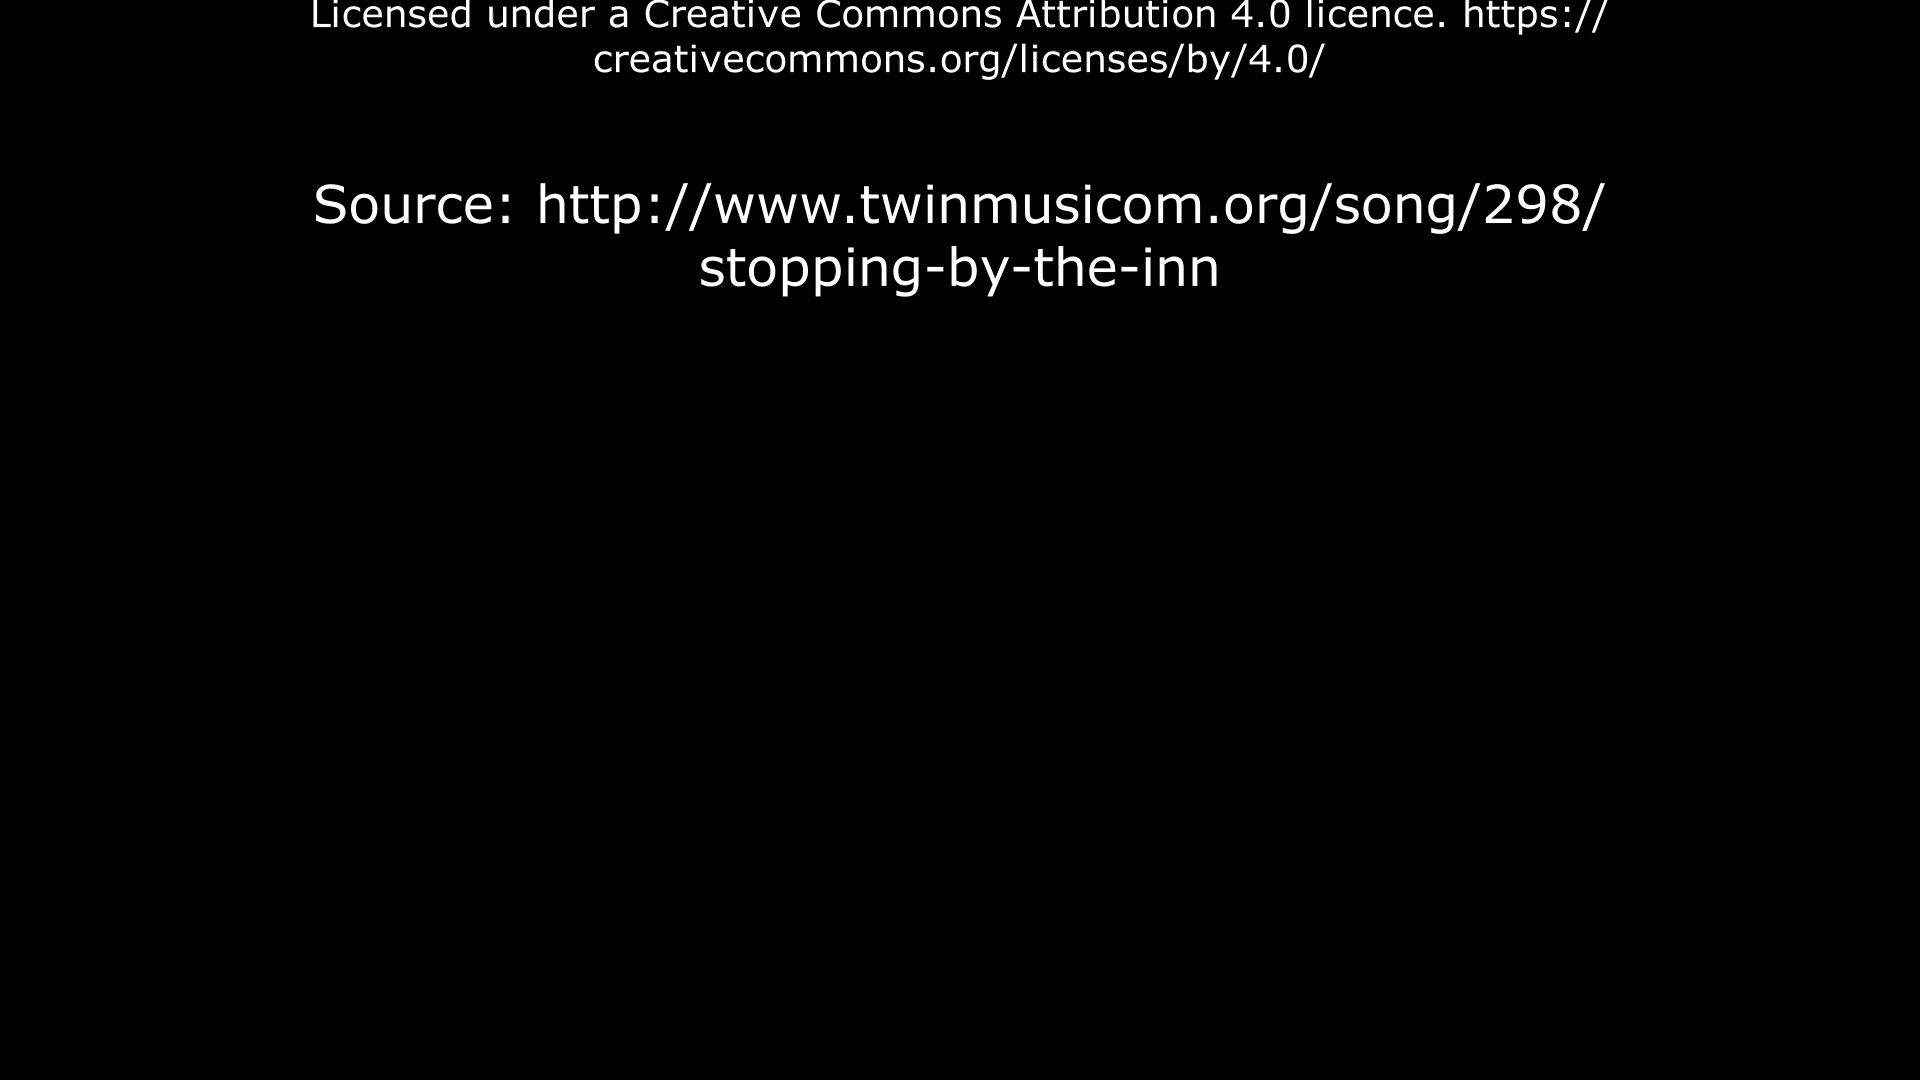 Licensed under a Creative Commons Attribution 4.0 licence. https://
creativecommons.org/licenses/by/4.0/
Source: http://www.twinmusicom.org/song/298/
stopping-by-the-inn